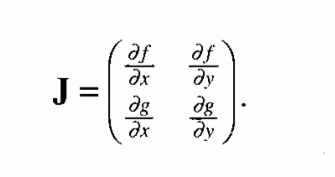 J = ( ∂f/∂x ∂f/∂y
∂g/∂x ∂g/∂y ).